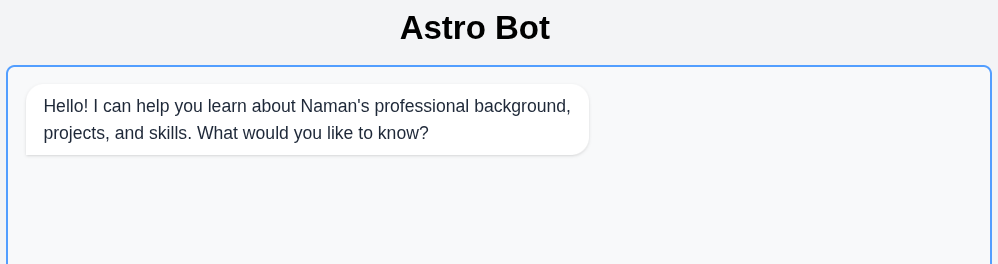 Astro Bot
Hello! I can help you learn about Naman's professional background,
projects, and skills. What would you like to know?